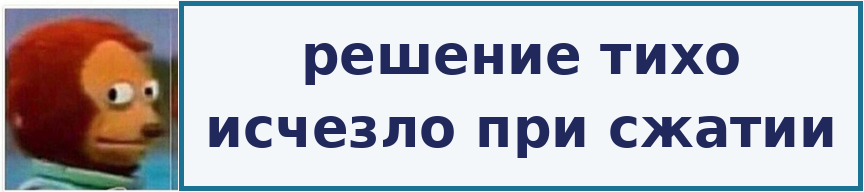 решение тихо
исчезло при сжатии